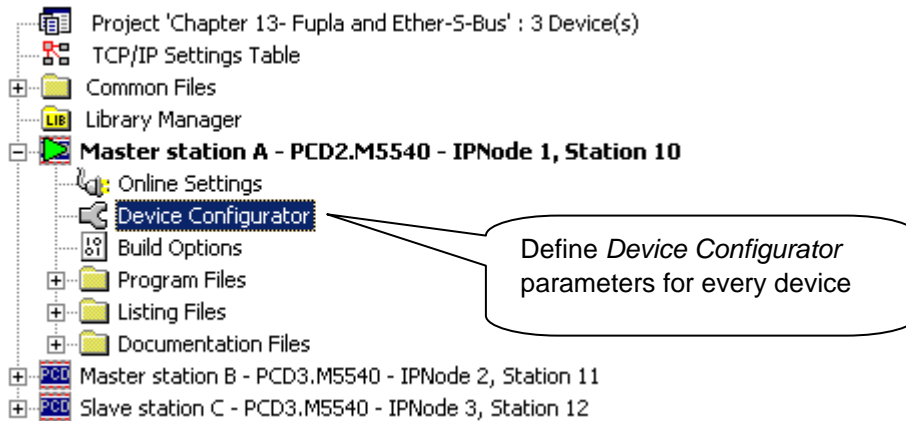 Project 'Chapter 13- Fupla and Ether-S-Bus' : 3 Device(s)
TCP/IP Settings Table
Common Files
LIB Library Manager
Master station A - PCD2.M5540 - IPNode 1, Station 10
Online Settings
Device Configurator
Define Device Configurator
parameters for every device
Build Options
Program Files
Listing Files
Documentation Files
PCD Master station B - PCD3.M5540 - IPNode 2, Station 11
PCD Slave station C - PCD3.M5540 - IPNode 3, Station 12